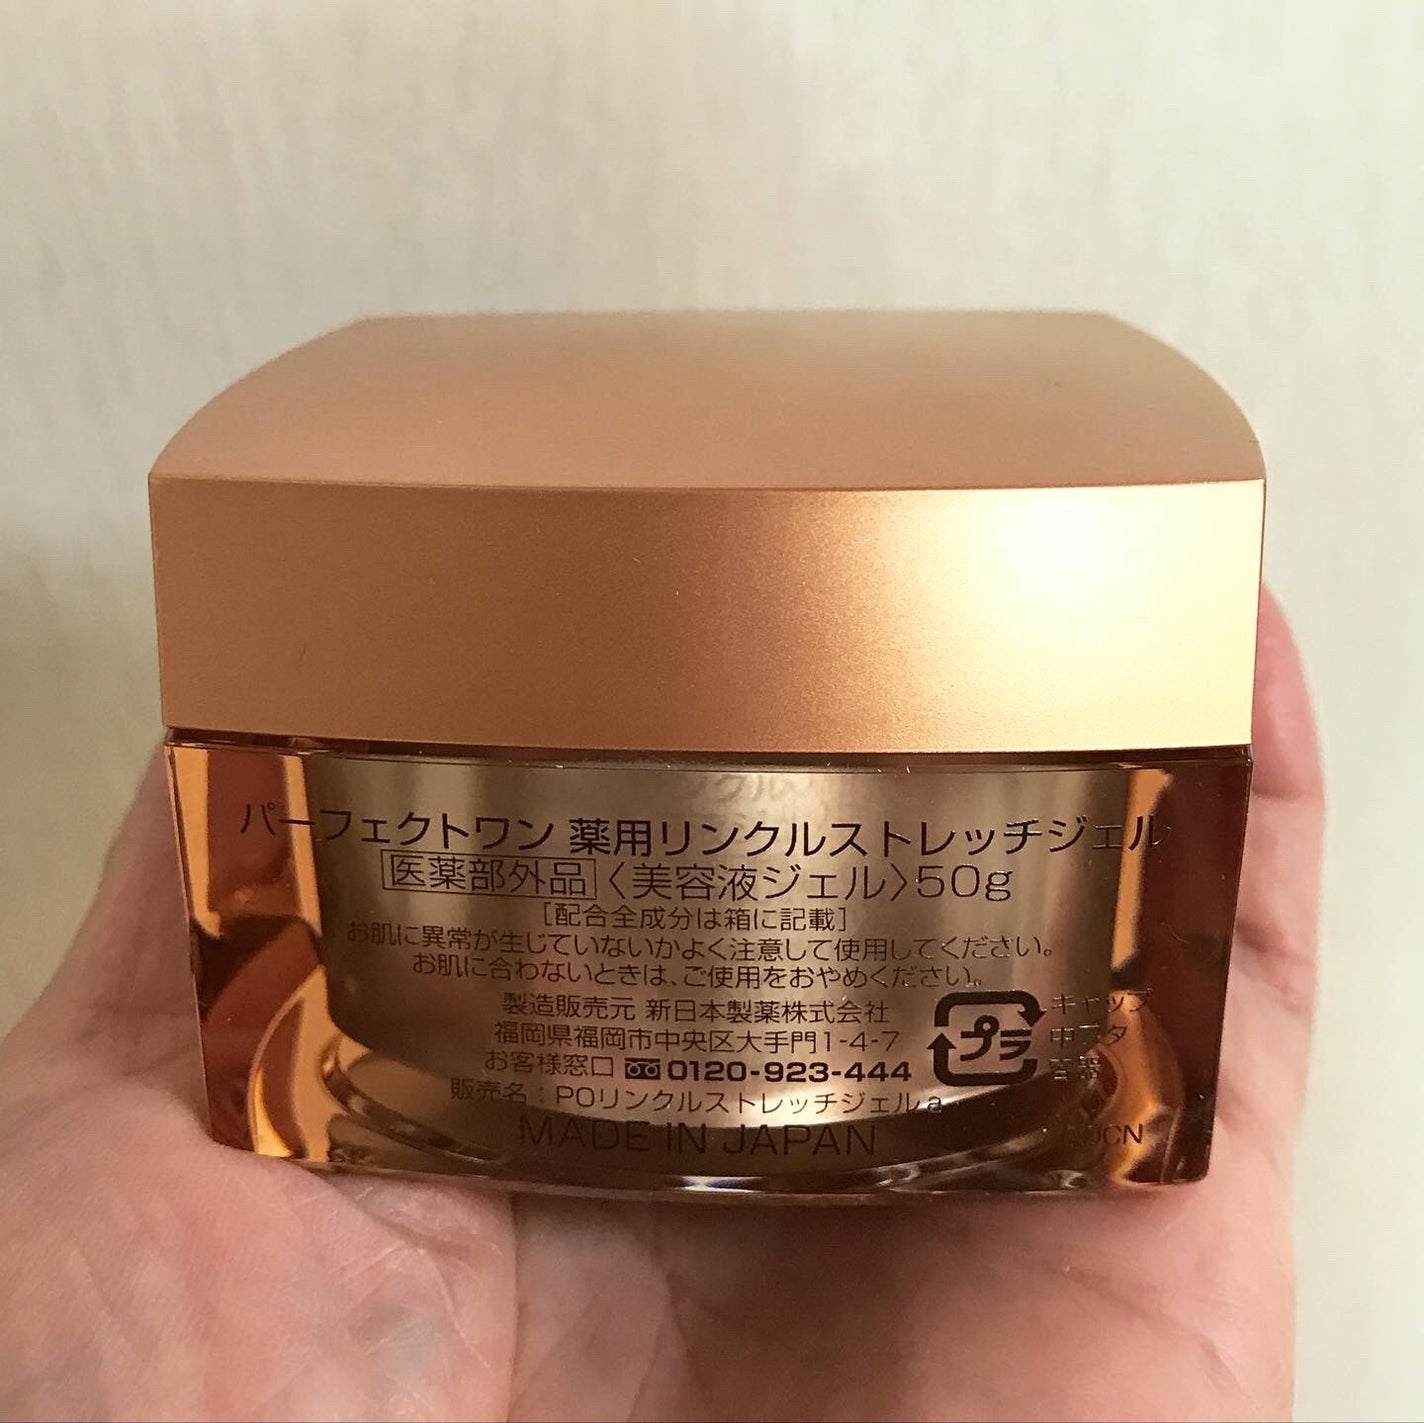 パーフェクトワン 薬用リンクルストレッチジェル
医薬部外品〈美容液ジェル〉50g
[配合全成分は箱に記載]
お肌に異常が生じていないかよく注意して使用してください。
お肌に合わないときは、ご使用をおやめください。
製造販売元 新日本製薬株式会社
福岡県福岡市中央区大手門1-4-7
お客様窓口 0120-923-444
販売名：POリンクルストレッチジェルa
MADE IN JAPAN
プラ
キャップ
中フタ
容器